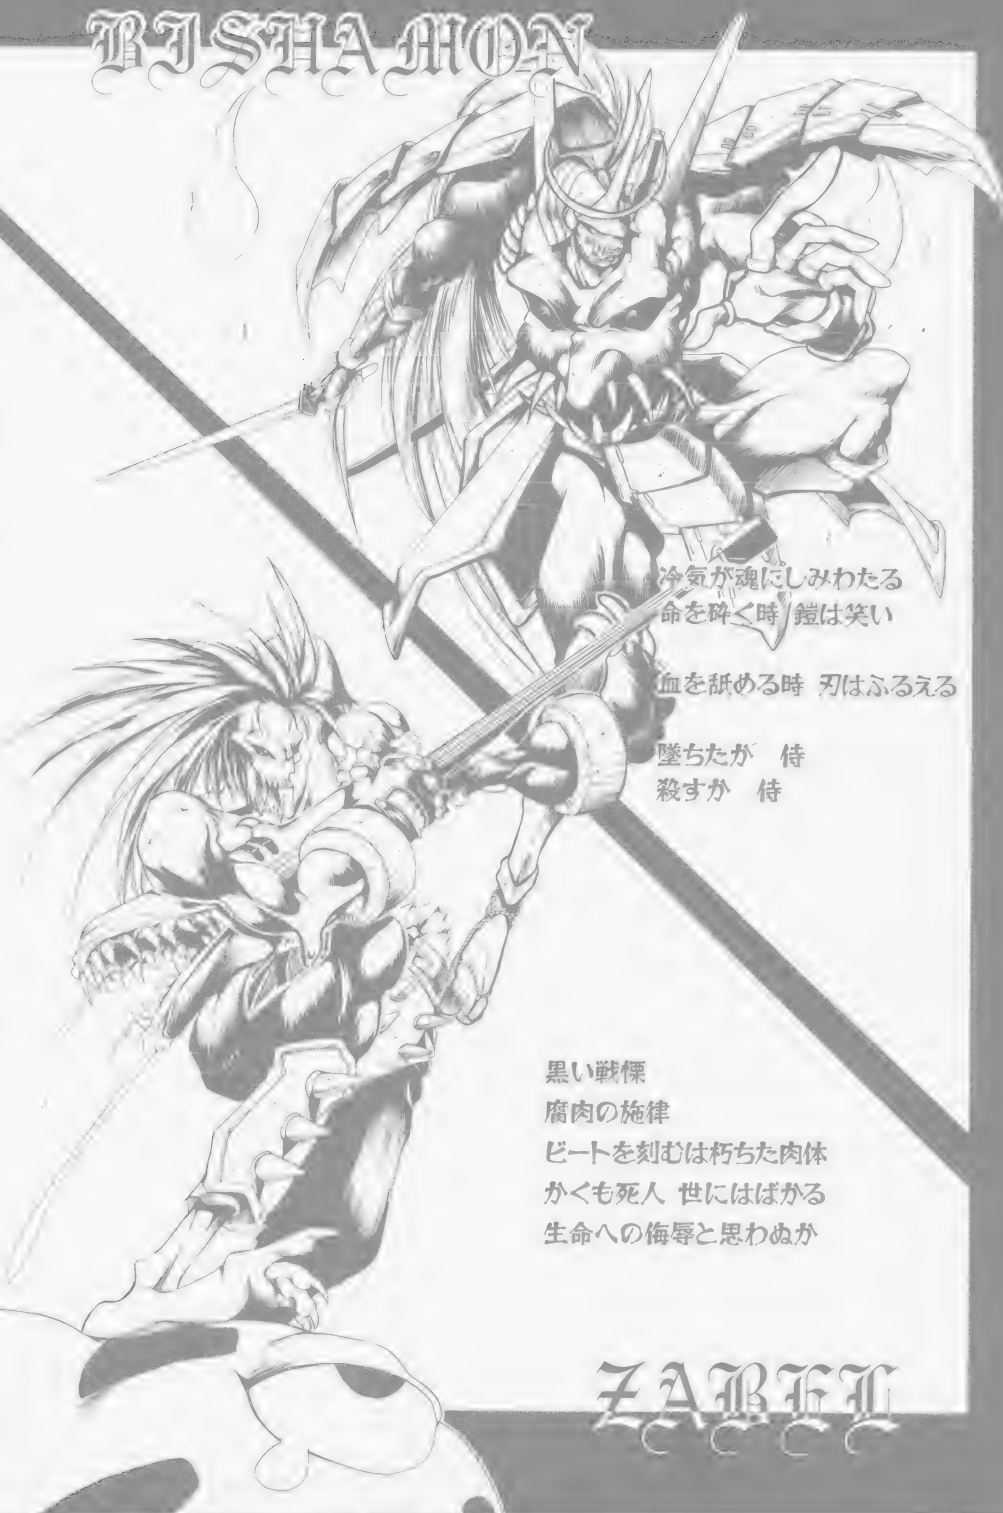 BISHAMON
冷気が魂にしみわたる
命を砕く時 鎧は笑い
血を舐める時 刃はふるえる
墜ちたが 侍
殺すか 侍
黒い戦慄
腐肉の施律
ビートを刻むは朽ちた肉体
かくも死人 世にはばかる
生命への侮辱と思わぬか
ZABEL